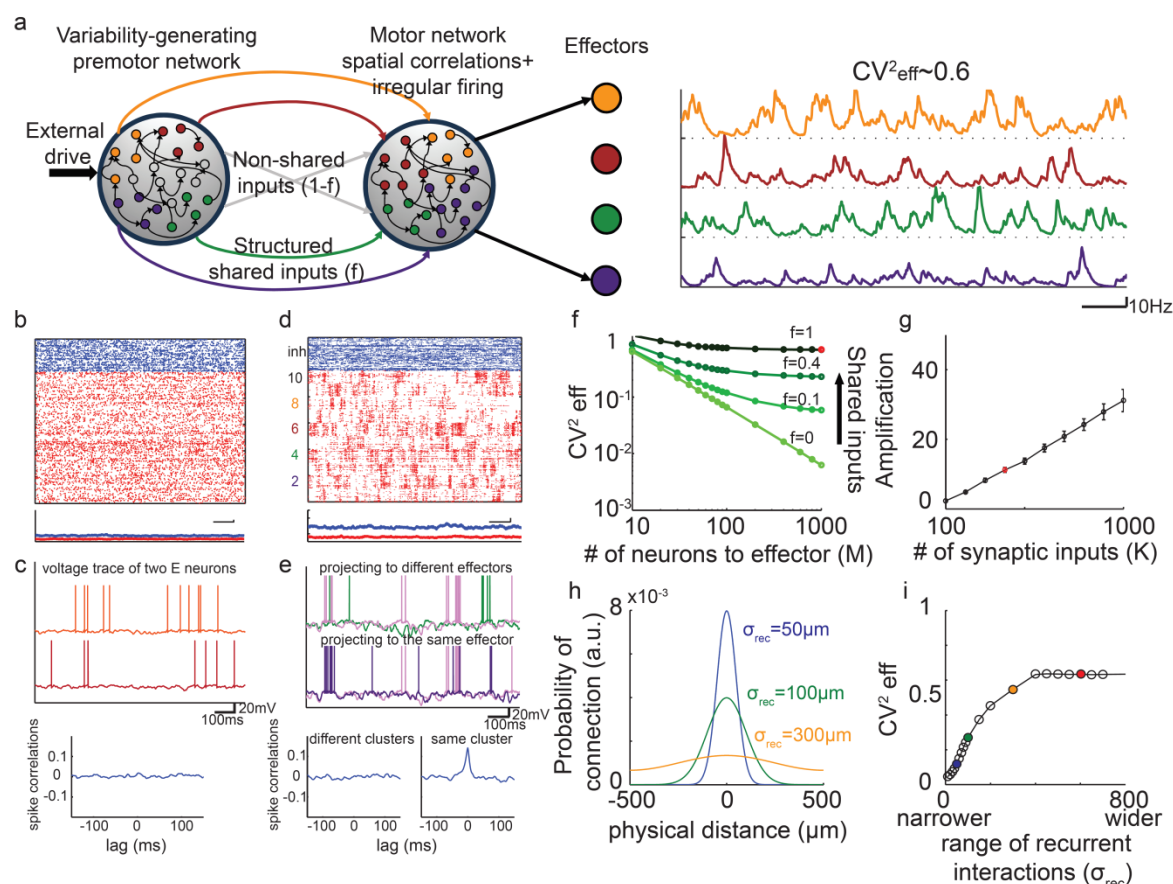 a
Variability-generating
premotor network
Motor network
spatial correlations+
irregular firing
Effectors
CV²eff~0.6
External
drive
Non-shared
inputs (1-f)
Structured
shared inputs (f)
10Hz
b
d
inh
10
8
6
4
2
f
1
10⁻¹
10⁻²
10⁻³
CV² eff
f=1
f=0.4
f=0.1
f=0
Shared inputs
10
100
1000
# of neurons to effector (M)
g
Amplification
40
20
0
100
1000
# of synaptic inputs (K)
c
voltage trace of two E neurons
20mV
100ms
spike correlations
0.1
0
-0.1
-100
0
100
lag (ms)
e
projecting to different effectors
projecting to the same effector
20mV
100ms
different clusters
same cluster
spike correlations
0.1
0
-0.1
-100
0
100
-100
0
100
lag (ms)
h
8
x10⁻³
Probability of
connection (a.u.)
4
0
σrec=50µm
σrec=100µm
σrec=300µm
-500
0
500
physical distance (µm)
i
CV² eff
1
0.5
0
0
800
narrower
wider
range of recurrent
interactions (σrec)